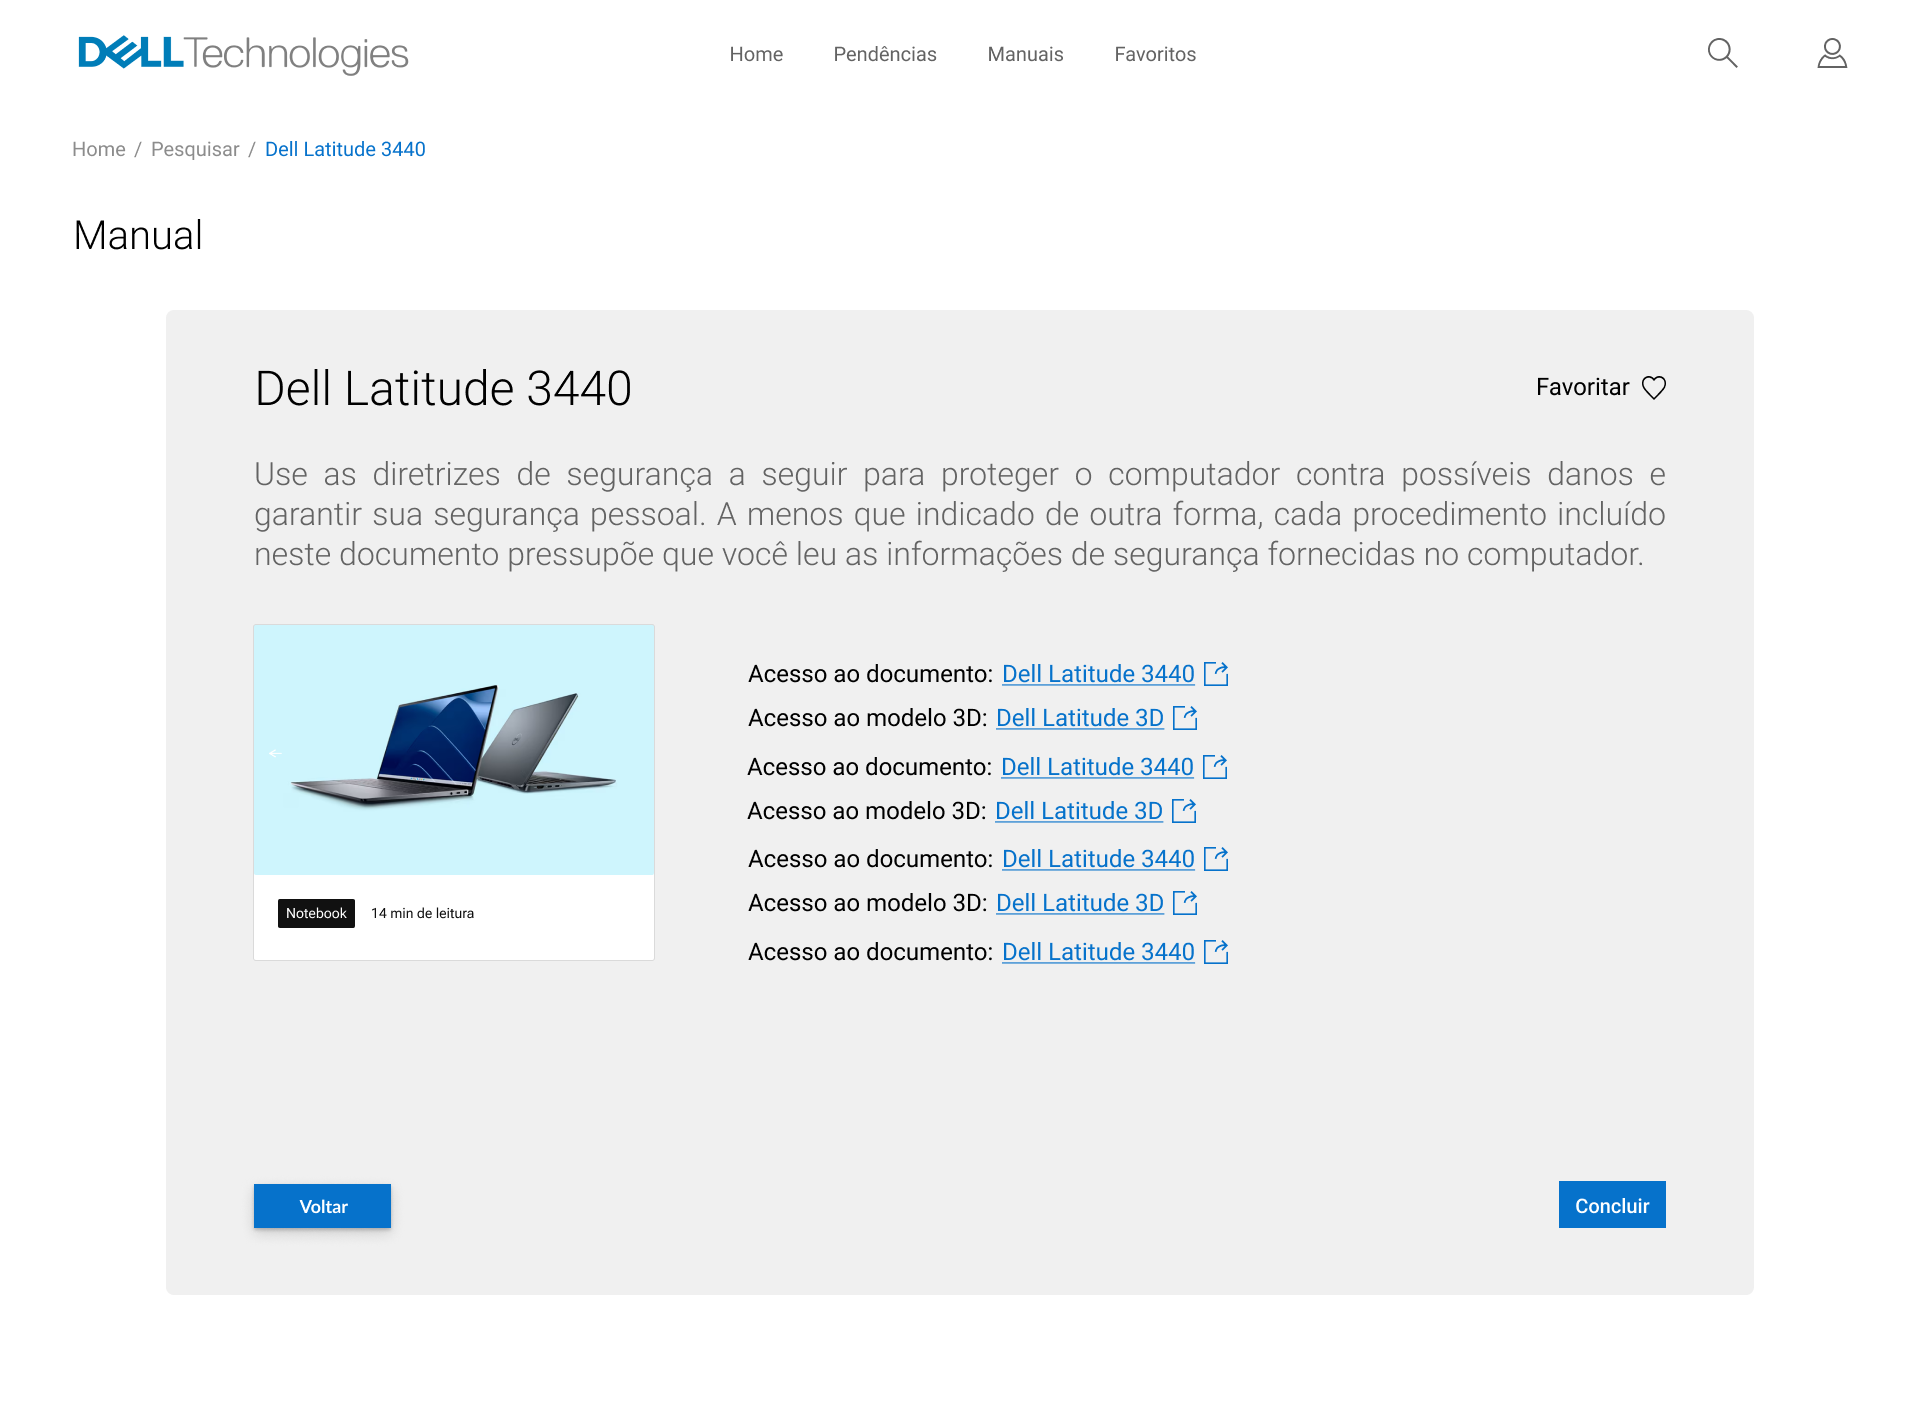 DELL Technologies
Home Pendências Manuais Favoritos
Home / Pesquisar / Dell Latitude 3440
Manual
Dell Latitude 3440
Favoritar
Use as diretrizes de segurança a seguir para proteger o computador contra possíveis danos e
garantir sua segurança pessoal. A menos que indicado de outra forma, cada procedimento incluído
neste documento pressupõe que você leu as informações de segurança fornecidas no computador.
Acesso ao documento: Dell Latitude 3440
Acesso ao modelo 3D: Dell Latitude 3D
Acesso ao documento: Dell Latitude 3440
Acesso ao modelo 3D: Dell Latitude 3D
Acesso ao documento: Dell Latitude 3440
Acesso ao modelo 3D: Dell Latitude 3D
Acesso ao documento: Dell Latitude 3440
Notebook 14 min de leitura
Voltar
Concluir